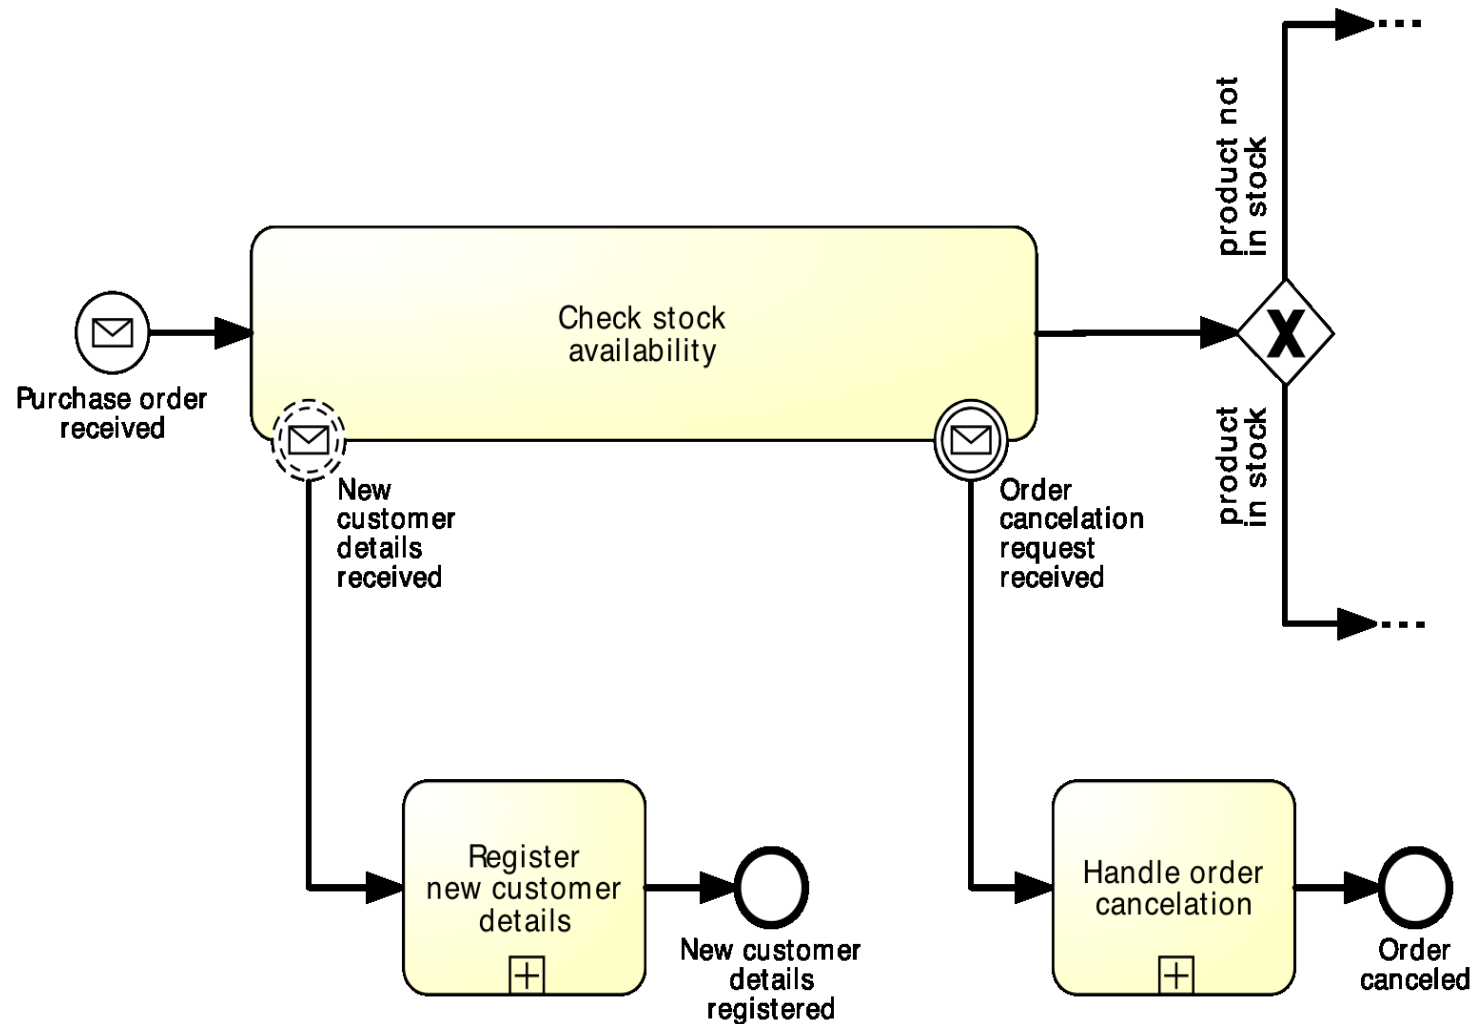 product not
in stock
Check stock
availability
Purchase order
received
product
in stock
New
customer
details
received
Order
cancelation
request
received
Register
new customer
details
New customer
details
registered
Handle order
cancelation
Order
canceled